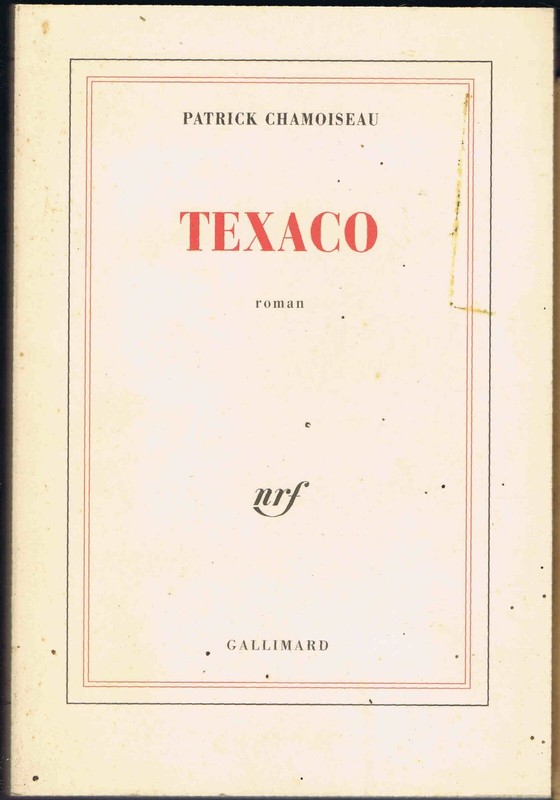 PATRICK CHAMOISEAU
TEXACO
roman
nrf
GALLIMARD